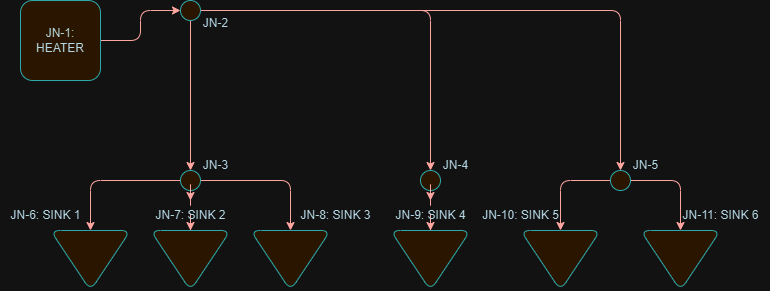 JN-1:
HEATER
JN-2
JN-3
JN-4
JN-5
JN-6: SINK 1
JN-7: SINK 2
JN-8: SINK 3
JN-9: SINK 4
JN-10: SINK 5
JN-11: SINK 6